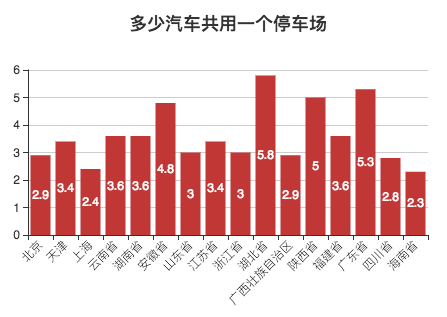 多少汽车共用一个停车场
6
5
4
3
2
1
0
2.9
3.4
2.4
3.6
3.6
4.8
3
3.4
3
5.8
2.9
5
3.6
5.3
2.8
2.3
北京
天津
上海
云南省
湖南省
安徽省
山东省
江苏省
浙江省
湖北省
广西壮族自治区
陕西省
福建省
广东省
四川省
海南省